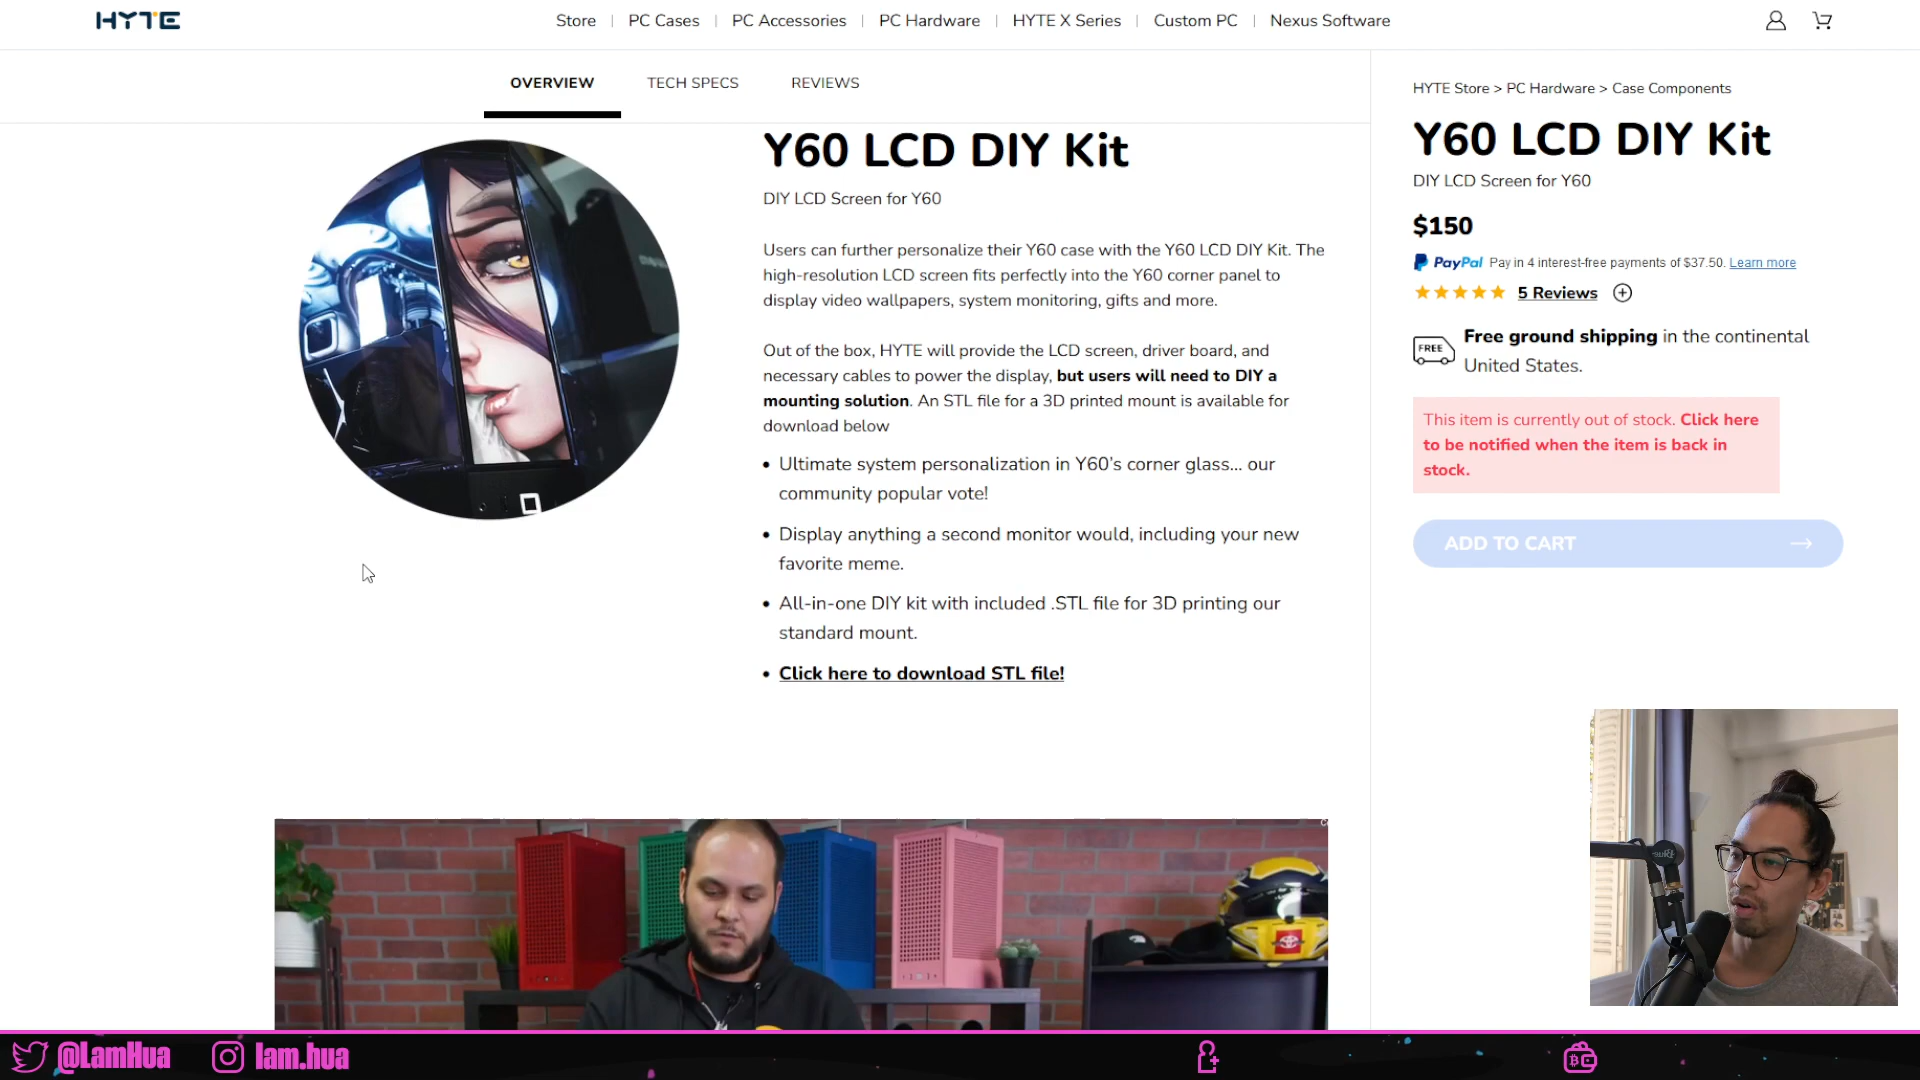 HYTE
Store | PC Cases | PC Accessories | PC Hardware | HYTE X Series | Custom PC | Nexus Software
OVERVIEW TECH SPECS REVIEWS
Y60 LCD DIY Kit
DIY LCD Screen for Y60
Users can further personalize their Y60 case with the Y60 LCD DIY Kit. The
high-resolution LCD screen fits perfectly into the Y60 corner panel to
display video wallpapers, system monitoring, gifts and more.
Out of the box, HYTE will provide the LCD screen, driver board, and
necessary cables to power the display, but users will need to DIY a
mounting solution. An STL file for a 3D printed mount is available for
download below
• Ultimate system personalization in Y60's corner glass... our
community popular vote!
• Display anything a second monitor would, including your new
favorite meme.
• All-in-one DIY kit with included .STL file for 3D printing our
standard mount.
• Click here to download STL file!
HYTE Store > PC Hardware > Case Components
Y60 LCD DIY Kit
DIY LCD Screen for Y60
$150
PayPal Pay in 4 interest-free payments of $37.50. Learn more
5 Reviews
FREE
Free ground shipping in the continental
United States.
This item is currently out of stock. Click here
to be notified when the item is back in
stock.
ADD TO CART
@LamHua
lam.hua